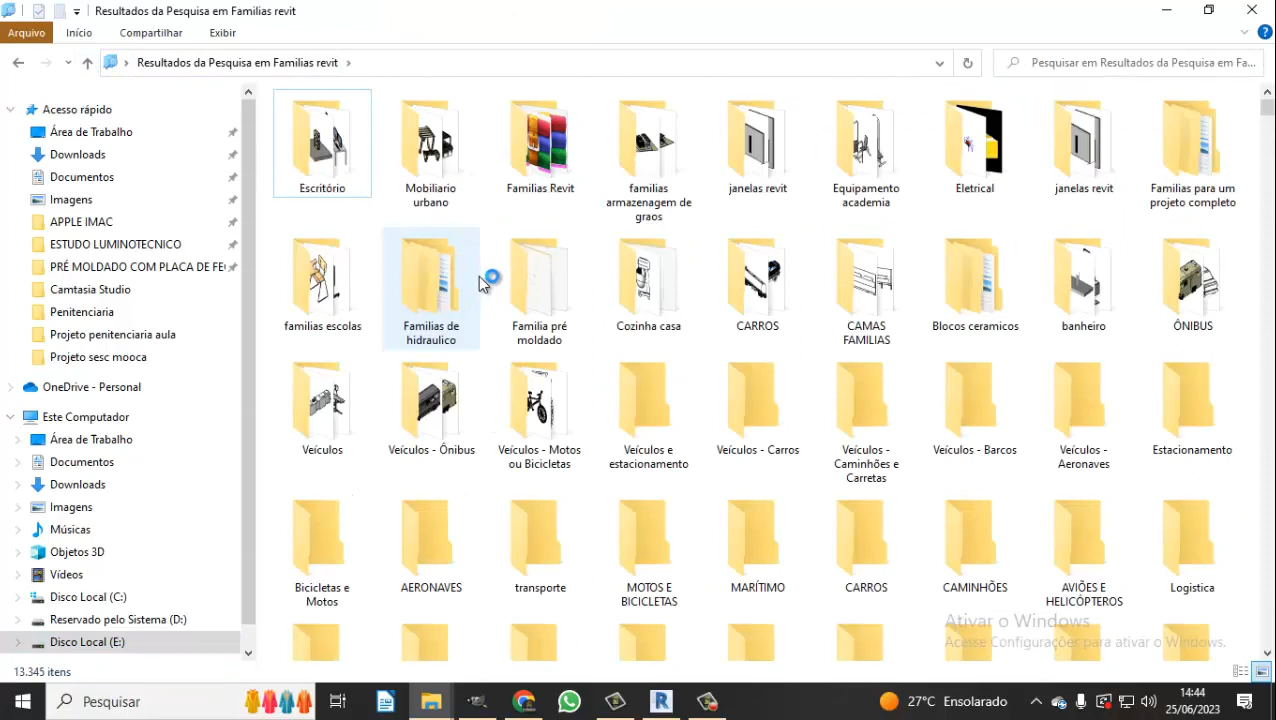 Resultados da Pesquisa em Familias revit
Arquivo
Início
Compartilhar
Exibir
Resultados da Pesquisa em Familias revit
Pesquisar em Resultados da Pesquisa em Fa...
Acesso rápido
Área de Trabalho
Downloads
Documentos
Imagens
APPLE IMAC
ESTUDO LUMINOTECNICO
PRÉ MOLDADO COM PLACA DE FE
Camtasia Studio
Penitenciaria
Projeto penitenciaria aula
Projeto sesc mooca
OneDrive - Personal
Este Computador
Área de Trabalho
Documentos
Downloads
Imagens
Músicas
Objetos 3D
Vídeos
Disco Local (C:)
Reservado pelo Sistema (D:)
Disco Local (E:)
Escritório
Mobiliario
urbano
Familias Revit
familias
armazenagem de
graos
janelas revit
Equipamento
academia
Eletrical
janelas revit
Familias para um
projeto completo
familias escolas
Familias de
hidraulico
Familia pré
moldado
Cozinha casa
CARROS
CAMAS
FAMILIAS
Blocos ceramicos
banheiro
ÔNIBUS
Veículos
Veículos - Ônibus
Veículos - Motos
ou Bicicletas
Veículos e
estacionamento
Veículos - Carros
Veículos -
Caminhões e
Carretas
Veículos - Barcos
Veículos -
Aeronaves
Estacionamento
Bicicletas e
Motos
AERONAVES
transporte
MOTOS E
BICICLETAS
MARÍTIMO
CARROS
CAMINHÕES
AVIÕES E
HELICÓPTEROS
Logistica
Ativar o Windows
Acesse Configurações para ativar o Windows.
13.345 itens
Pesquisar
27°C Ensolarado
14:44
25/06/2023